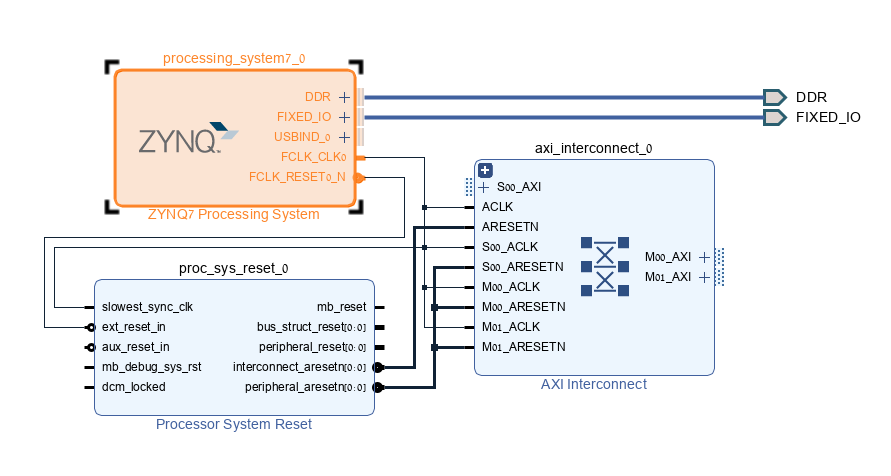 processing_system7_0
DDR
FIXED_IO
USBIND_0
FCLK_CLK0
FCLK_RESET0_N
ZYNQ
ZYNQ7 Processing System
DDR
FIXED_IO
axi_interconnect_0
S00_AXI
ACLK
ARESETN
S00_ACLK
S00_ARESETN
M00_ACLK
M00_ARESETN
M01_ACLK
M01_ARESETN
M00_AXI
M01_AXI
AXI Interconnect
proc_sys_reset_0
slowest_sync_clk
ext_reset_in
aux_reset_in
mb_debug_sys_rst
dcm_locked
mb_reset
bus_struct_reset[0:0]
peripheral_reset[0:0]
interconnect_aresetn[0:0]
peripheral_aresetn[0:0]
Processor System Reset